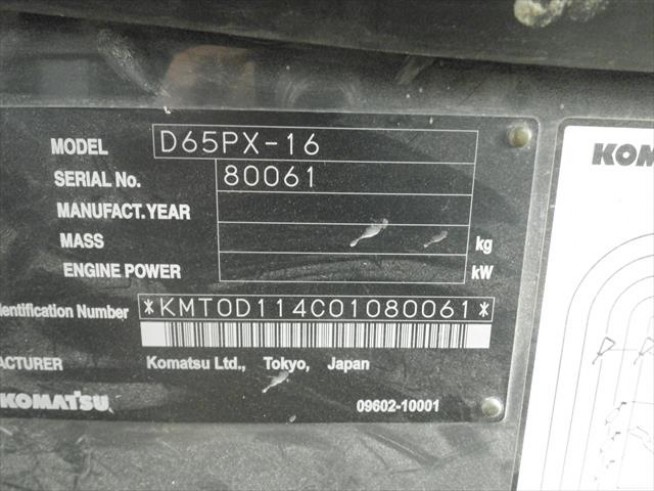 MODEL D65PX-16
SERIAL No. 80061
MANUFACT.YEAR
MASS kg
ENGINE POWER kW
dentification Number *KMT0D114C01080061*
ACTURER Komatsu Ltd., Tokyo, Japan
KOMATSU 09602-10001
KOM